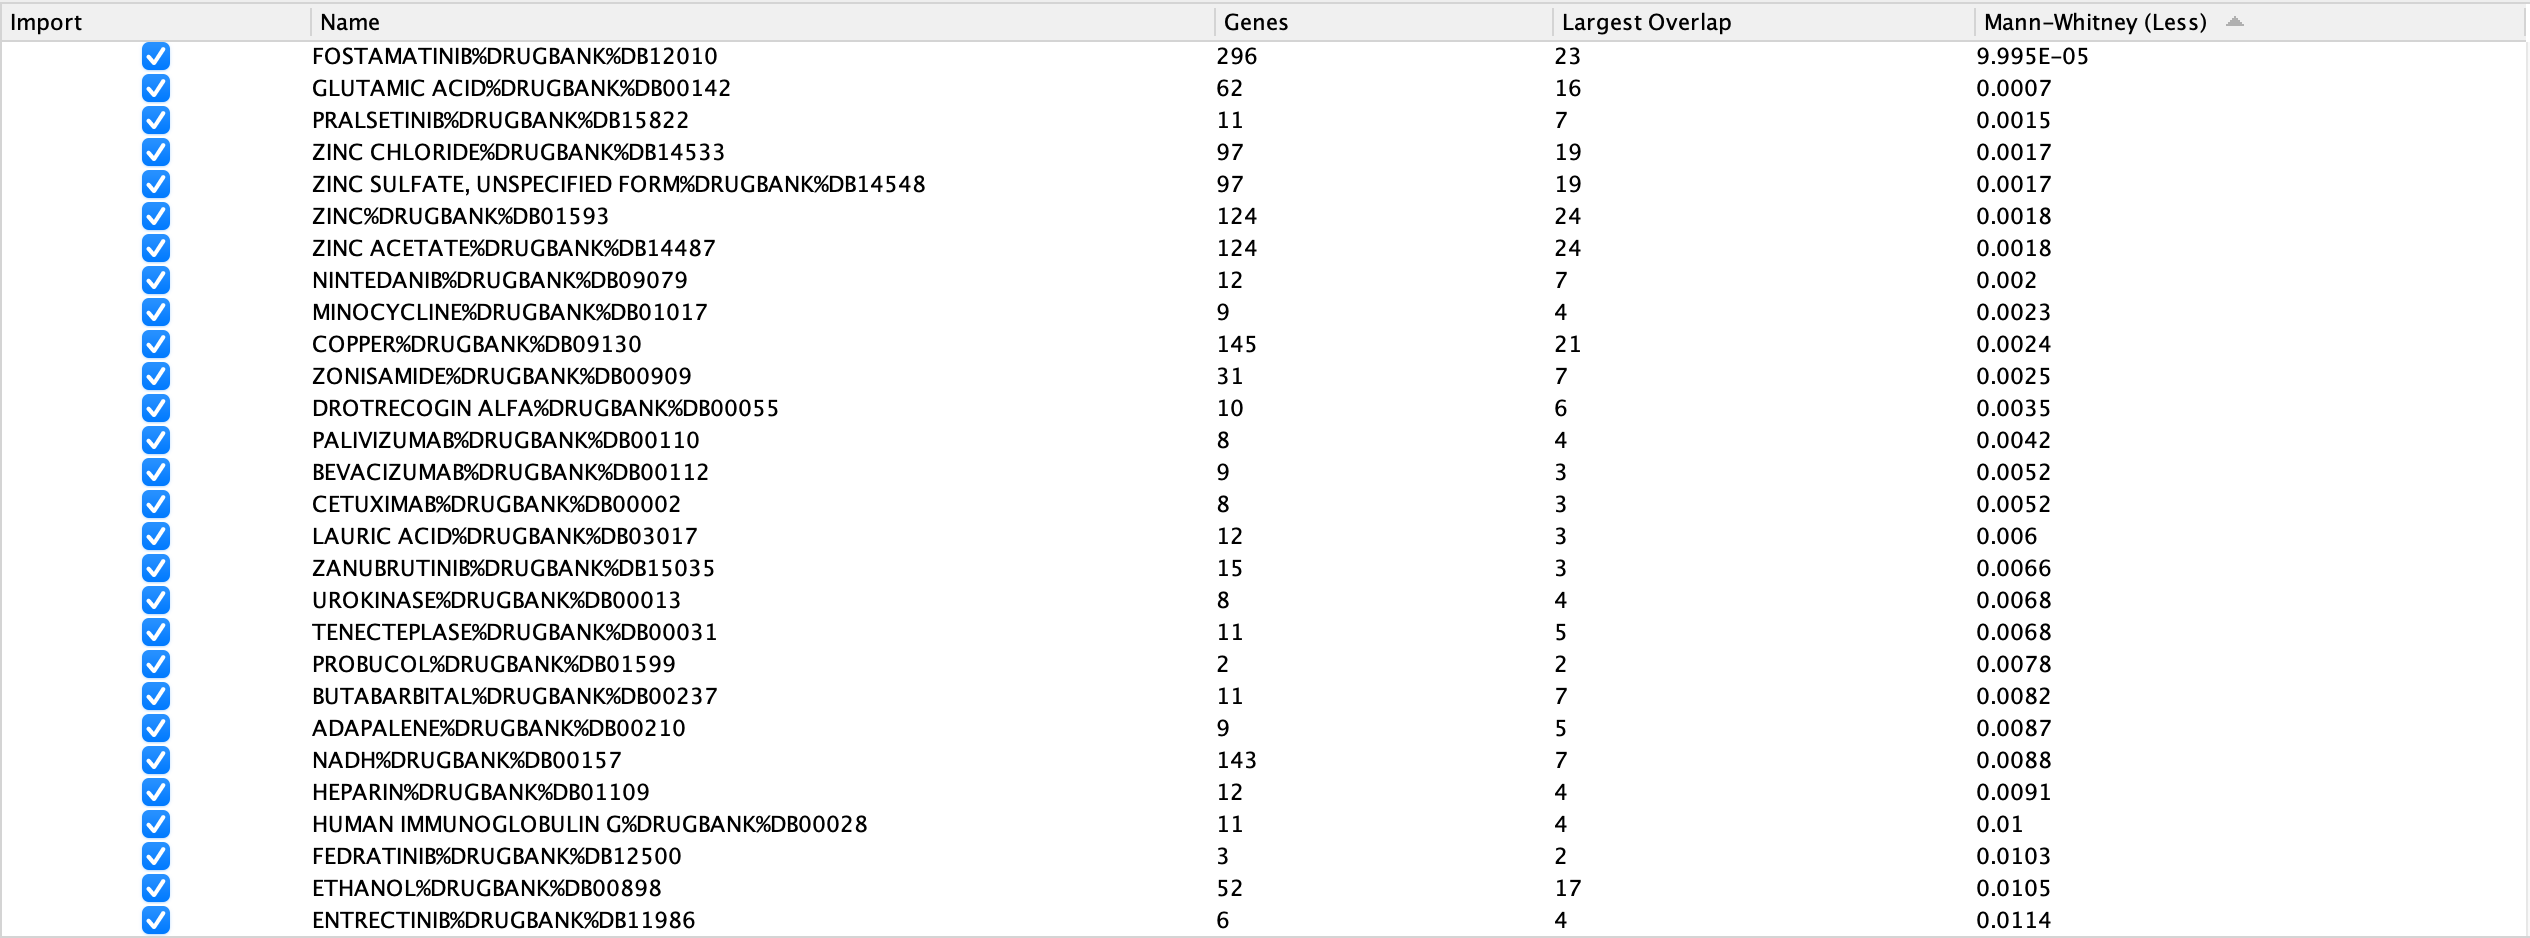 Import Name Genes Largest Overlap Mann-Whitney (Less)
FOSTAMATINIB%DRUGBANK%DB12010 296 23 9.995E-05
GLUTAMIC ACID%DRUGBANK%DB00142 62 16 0.0007
PRALSETINIB%DRUGBANK%DB15822 11 7 0.0015
ZINC CHLORIDE%DRUGBANK%DB14533 97 19 0.0017
ZINC SULFATE, UNSPECIFIED FORM%DRUGBANK%DB14548 97 19 0.0017
ZINC%DRUGBANK%DB01593 124 24 0.0018
ZINC ACETATE%DRUGBANK%DB14487 124 24 0.0018
NINTEDANIB%DRUGBANK%DB09079 12 7 0.002
MINOCYCLINE%DRUGBANK%DB01017 9 4 0.0023
COPPER%DRUGBANK%DB09130 145 21 0.0024
ZONISAMIDE%DRUGBANK%DB00909 31 7 0.0025
DROTRECOGIN ALFA%DRUGBANK%DB00055 10 6 0.0035
PALIVIZUMAB%DRUGBANK%DB00110 8 4 0.0042
BEVACIZUMAB%DRUGBANK%DB00112 9 3 0.0052
CETUXIMAB%DRUGBANK%DB00002 8 3 0.0052
LAURIC ACID%DRUGBANK%DB03017 12 3 0.006
ZANUBRUTINIB%DRUGBANK%DB15035 15 3 0.0066
UROKINASE%DRUGBANK%DB00013 8 4 0.0068
TENECTEPLASE%DRUGBANK%DB00031 11 5 0.0068
PROBUCOL%DRUGBANK%DB01599 2 2 0.0078
BUTABARBITAL%DRUGBANK%DB00237 11 7 0.0082
ADAPALENE%DRUGBANK%DB00210 9 5 0.0087
NADH%DRUGBANK%DB00157 143 7 0.0088
HEPARIN%DRUGBANK%DB01109 12 4 0.0091
HUMAN IMMUNOGLOBULIN G%DRUGBANK%DB00028 11 4 0.01
FEDRATINIB%DRUGBANK%DB12500 3 2 0.0103
ETHANOL%DRUGBANK%DB00898 52 17 0.0105
ENTRECTINIB%DRUGBANK%DB11986 6 4 0.0114